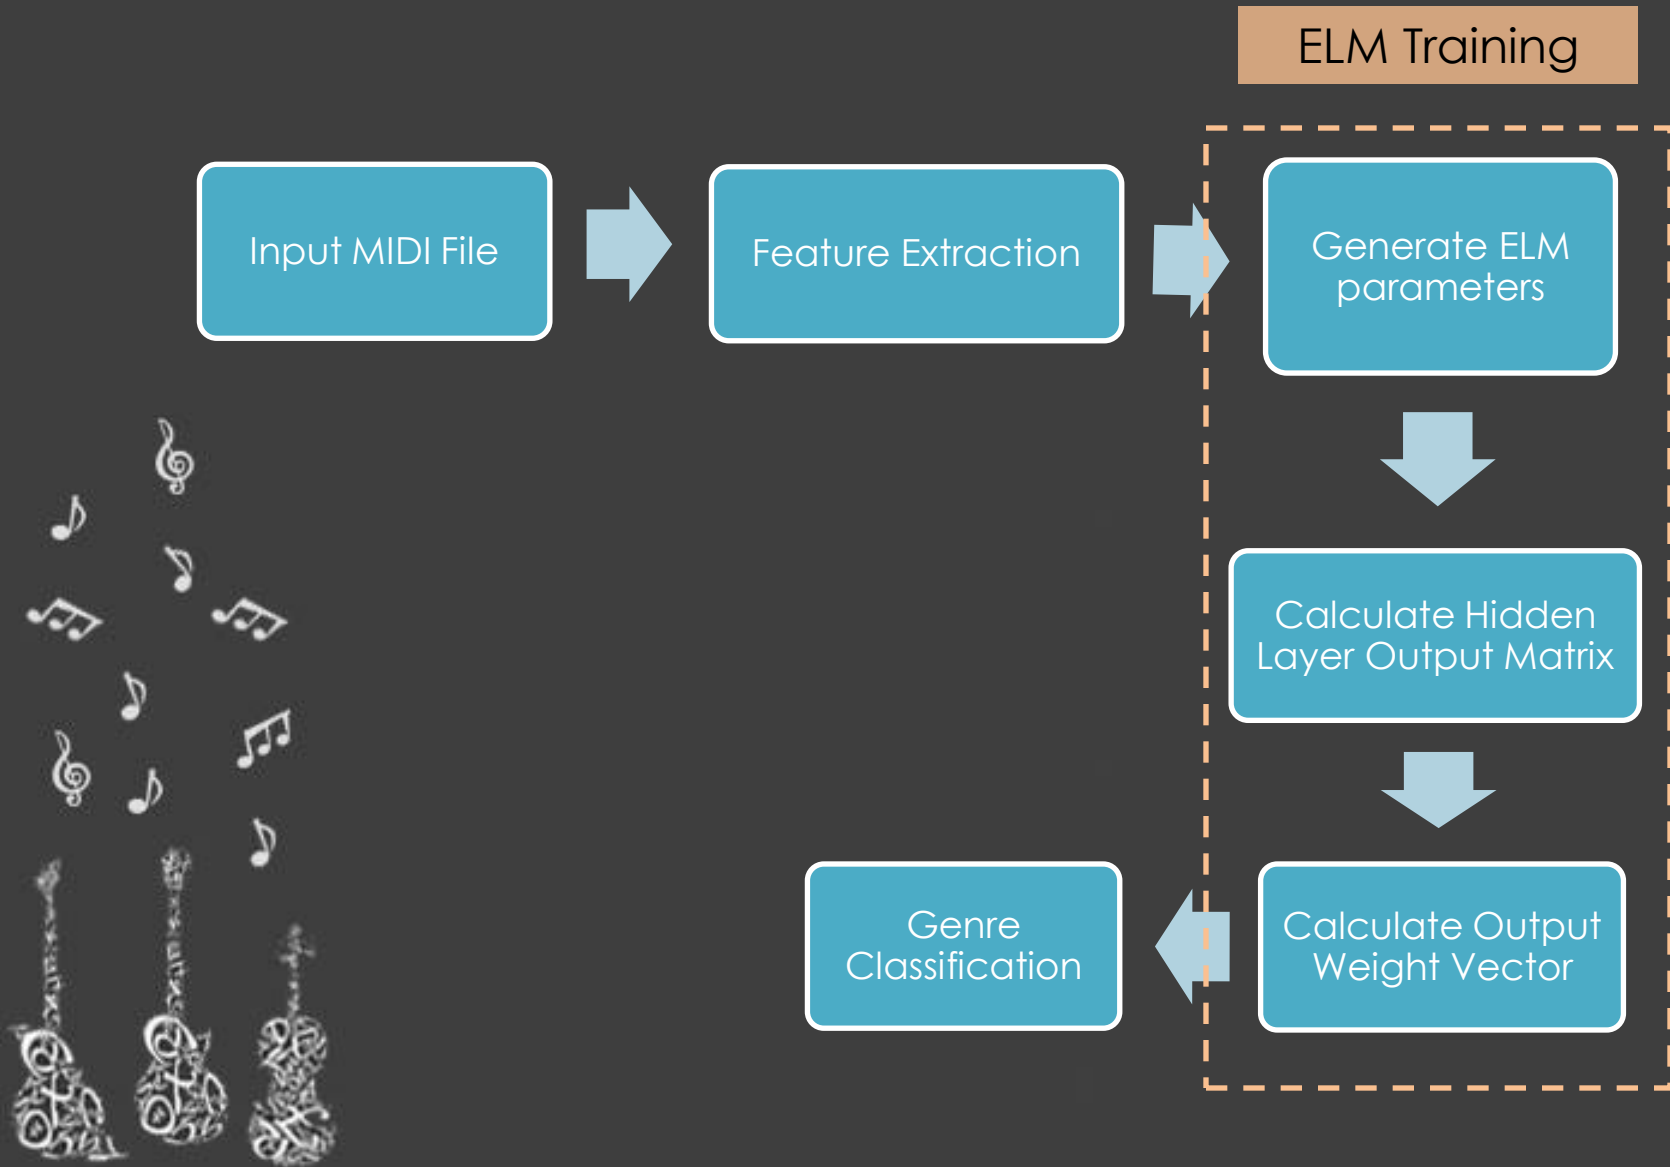 ELM Training
Input MIDI File
Feature Extraction
Generate ELM
parameters
Calculate Hidden
Layer Output Matrix
Calculate Output
Weight Vector
Genre
Classification